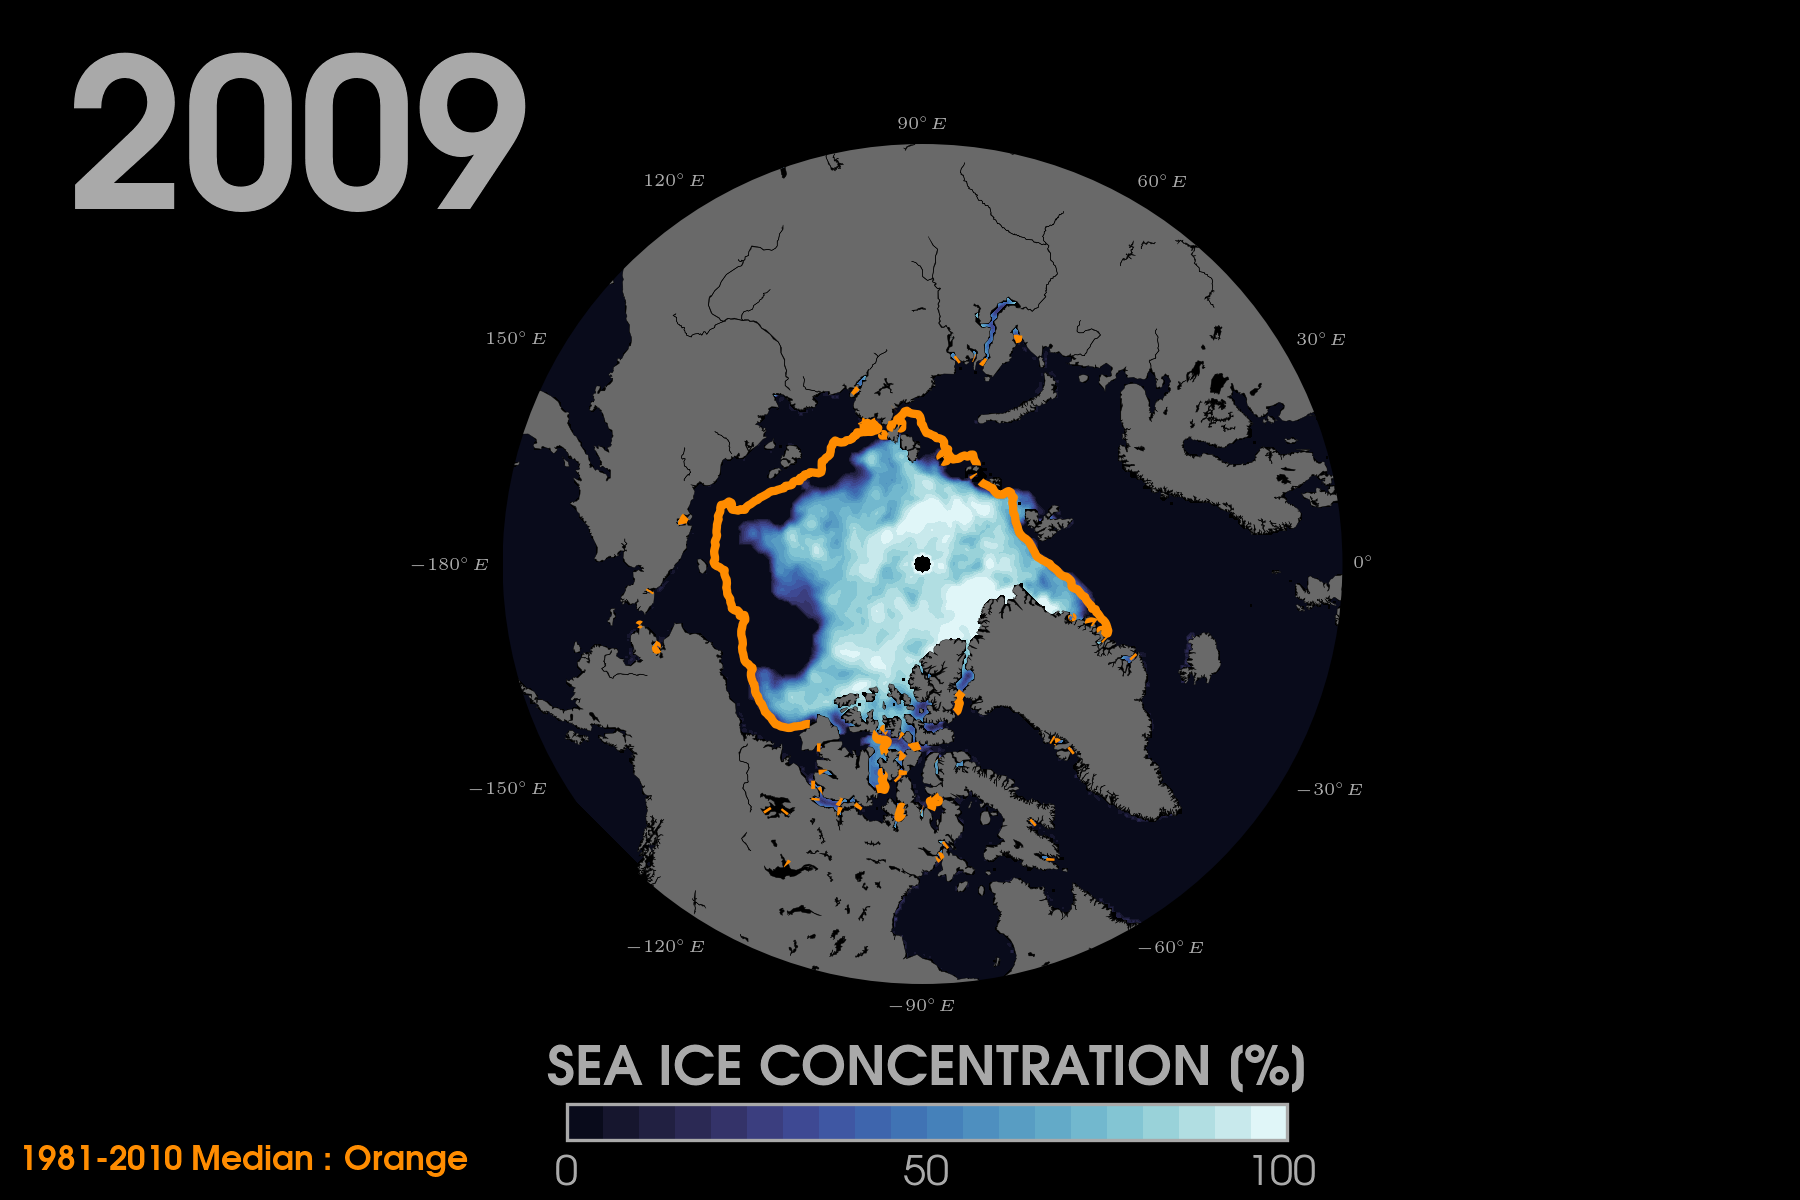 2009
90° E
120° E
60° E
150° E
30° E
−180° E
0°
−150° E
−30° E
−120° E
−60° E
−90° E
SEA ICE CONCENTRATION (%)
0 50 100
1981-2010 Median : Orange